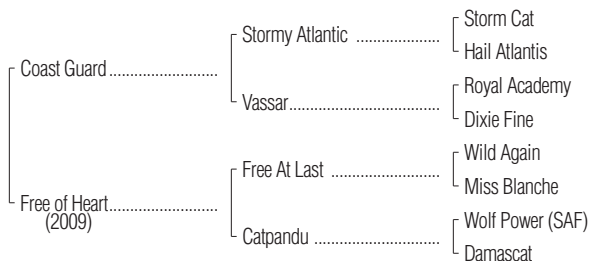 Storm Cat
Stormy Atlantic ....................
Hail Atlantis
Coast Guard ..........................
Royal Academy
Vassar....................................
Dixie Fine
Wild Again
Free At Last ..........................
Miss Blanche
Free of Heart..........................
(2009)
Wolf Power (SAF)
Catpandu ..............................
Damascat